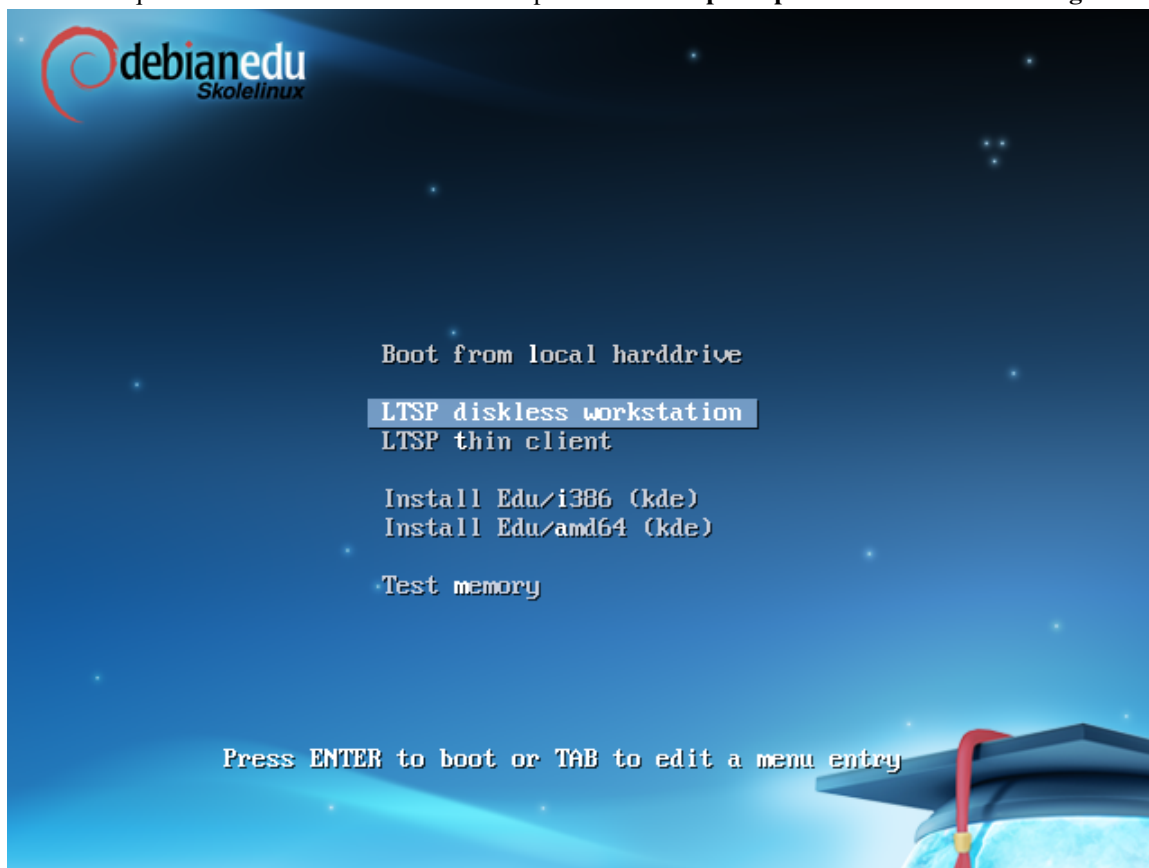 debianedu
Skolelinux
Boot from local harddrive
LTSP diskless workstation
LTSP thin client
Install Edu/i386 (kde)
Install Edu/amd64 (kde)
Test memory
Press ENTER to boot or TAB to edit a menu entry